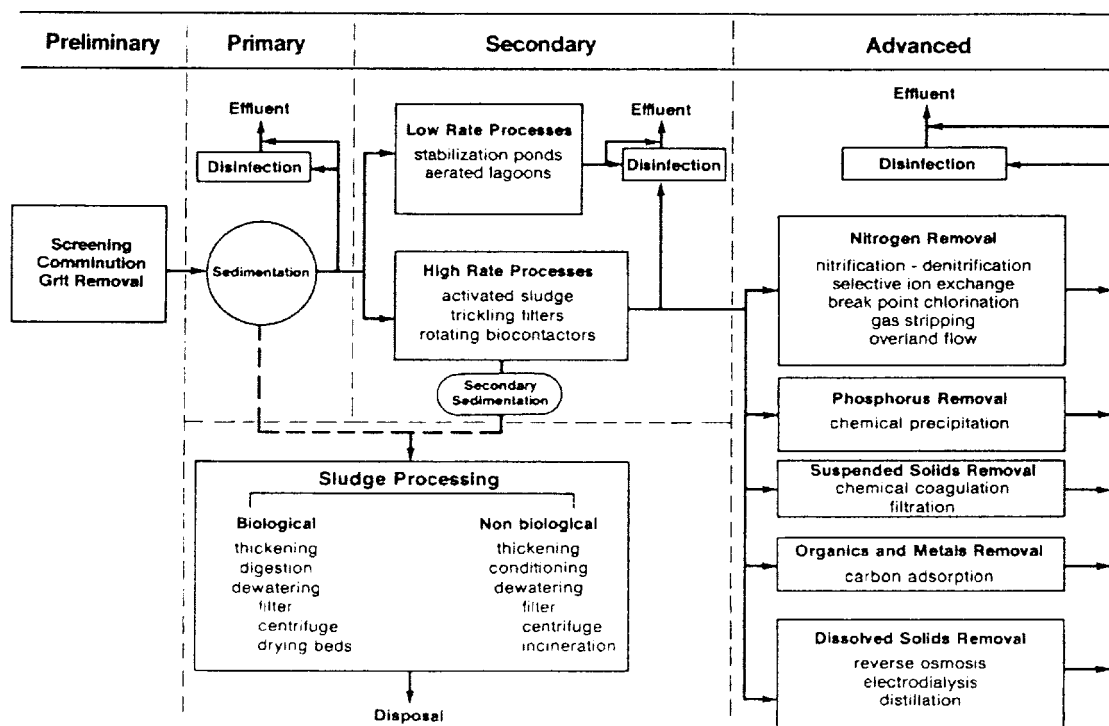 Preliminary
Primary
Secondary
Advanced
Screening
Comminution
Grit Removal
Effluent
Disinfection
Sedimentation
Low Rate Processes
stabilization ponds
aerated lagoons
Effluent
Disinfection
High Rate Processes
activated sludge
trickling filters
rotating biocontactors
Secondary
Sedimentation
Sludge Processing
Biological
thickening
digestion
dewatering
filter
centrifuge
drying beds
Non biological
thickening
conditioning
dewatering
filter
centrifuge
incineration
Disposal
Effluent
Disinfection
Nitrogen Removal
nitrification - denitrification
selective ion exchange
break point chlorination
gas stripping
overland flow
Phosphorus Removal
chemical precipitation
Suspended Solids Removal
chemical coagulation
filtration
Organics and Metals Removal
carbon adsorption
Dissolved Solids Removal
reverse osmosis
electrodialysis
distillation